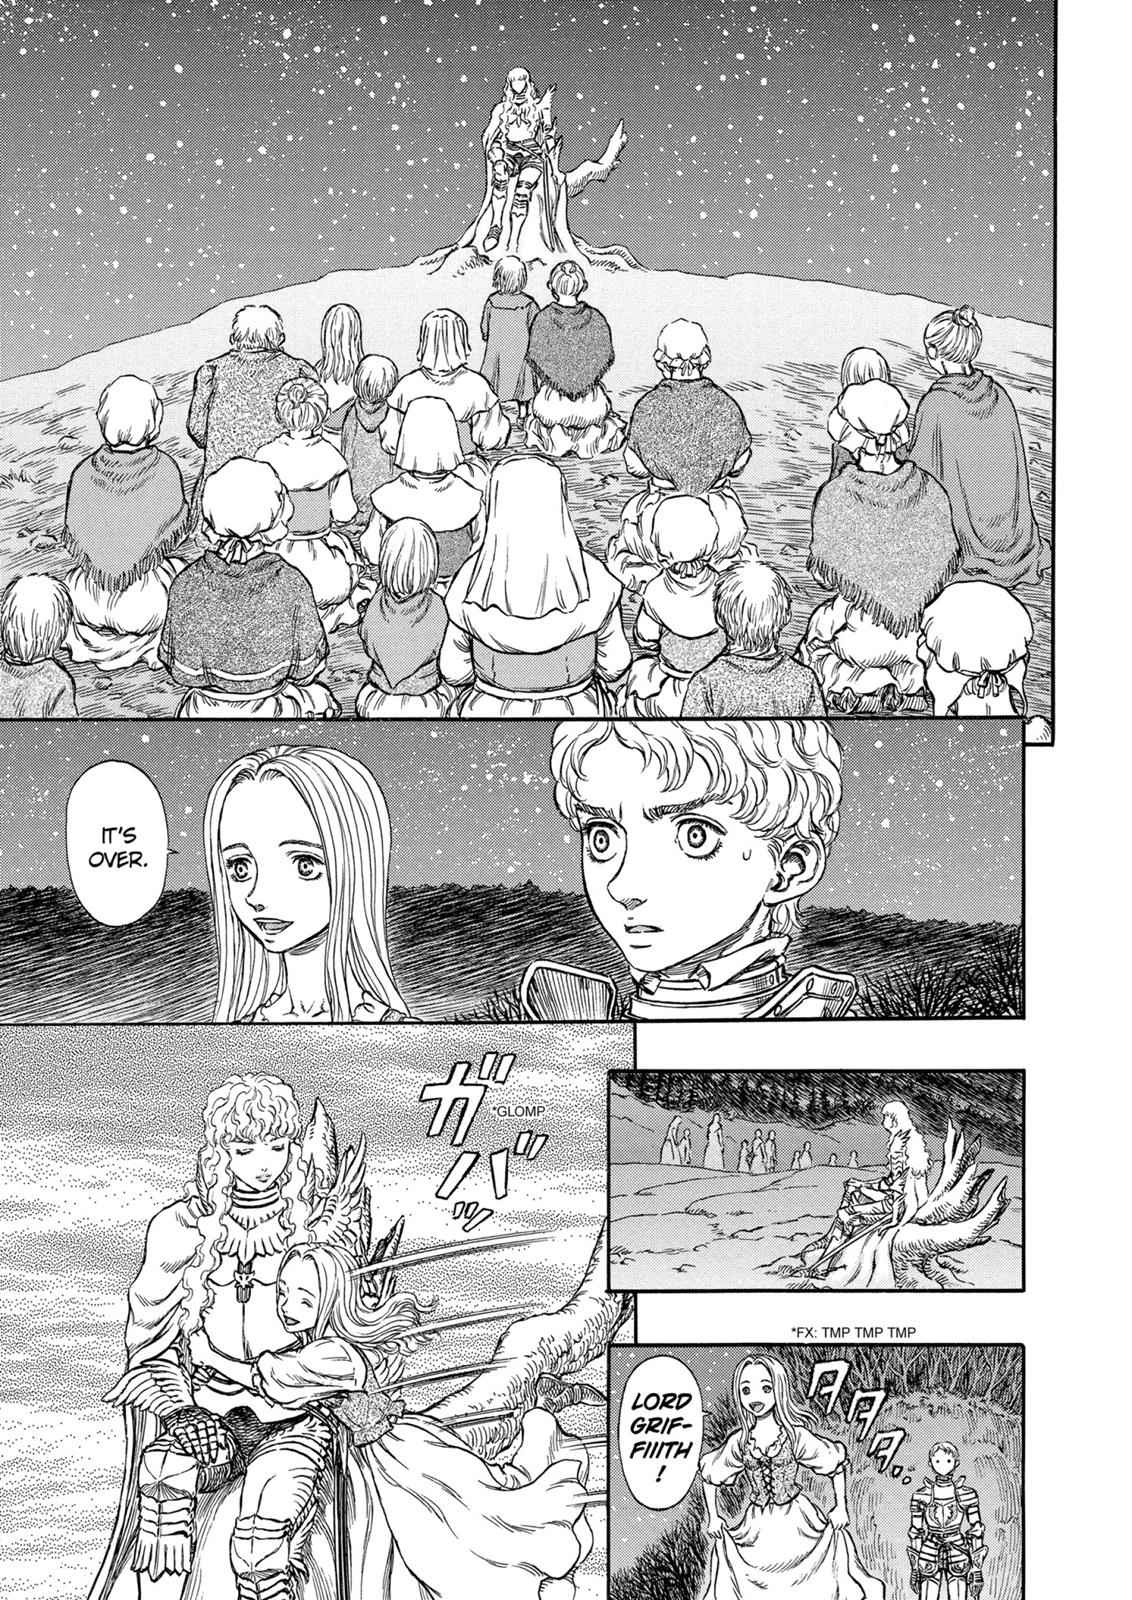 IT'S
OVER.
*FX: TMP TMP TMP
LORD
GRIF-
FIIITH
!
タタタ..
ガバッ
*GLOMP